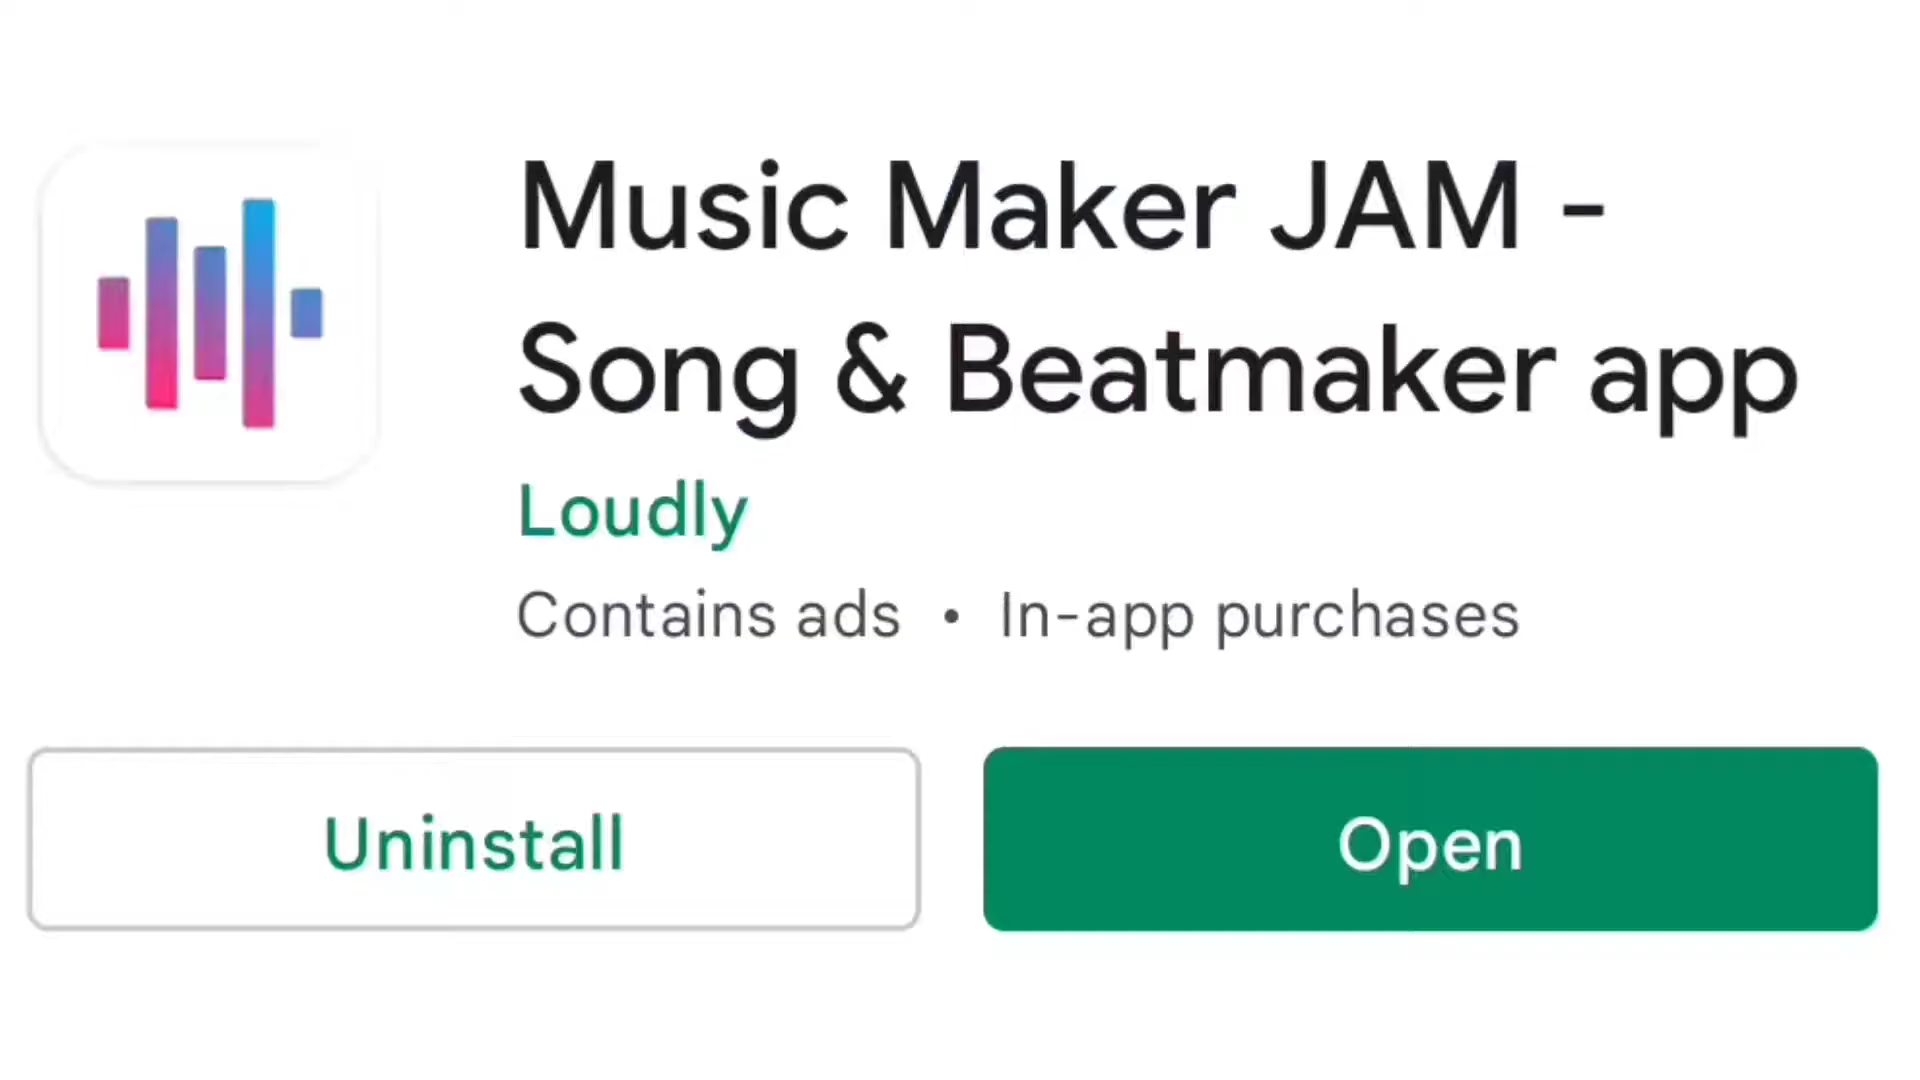 Music Maker JAM -
Song & Beatmaker app
Loudly
Contains ads • In-app purchases
Uninstall
Open